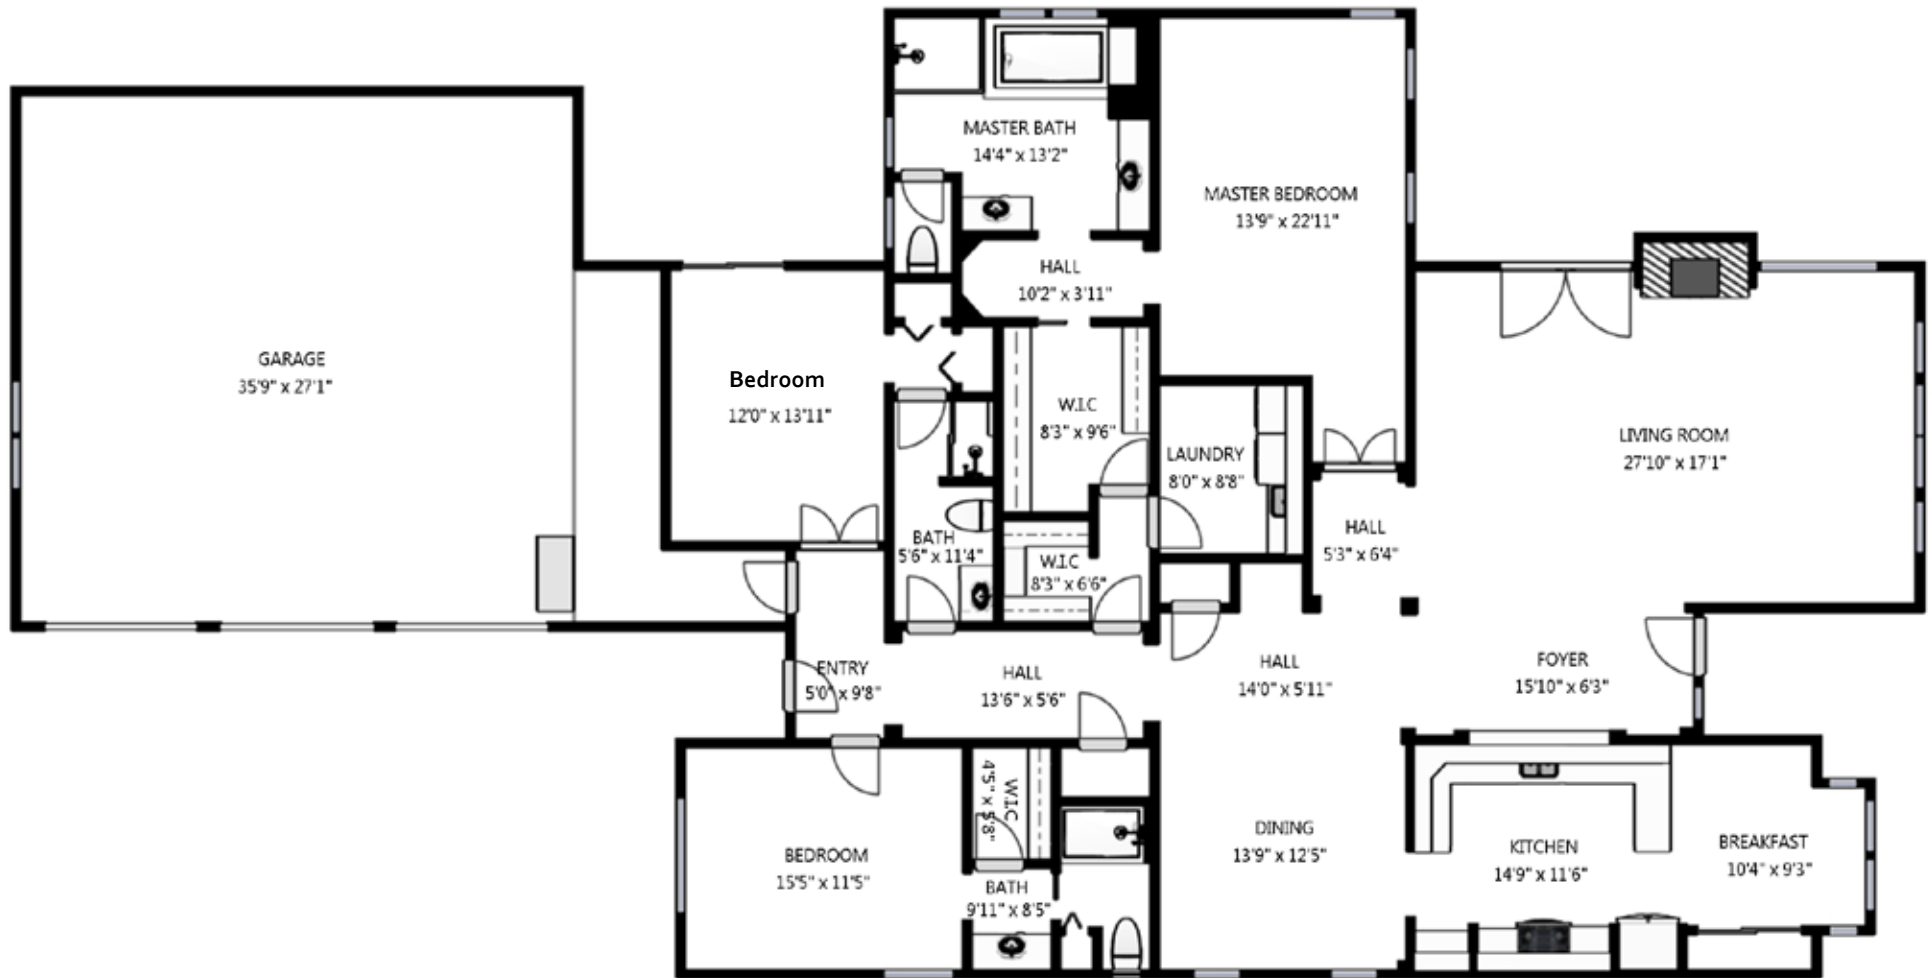 MASTER BATH
14'4" x 13'2"
MASTER BEDROOM
13'9" x 22'11"
HALL
10'2" x 3'11"
GARAGE
35'9" x 27'1"
Bedroom
12'0" x 13'11"
W.I.C
8'3" x 9'6"
LAUNDRY
8'0" x 8'8"
LIVING ROOM
27'10" x 17'1"
HALL
5'3" x 6'4"
BATH
5'6" x 11'4"
W.I.C
8'3" x 6'6"
ENTRY
5'0" x 9'8"
HALL
13'6" x 5'6"
HALL
14'0" x 5'11"
FOYER
15'10" x 6'3"
W.I.C
4'5" x 5'8"
BEDROOM
15'5" x 11'5"
BATH
9'11" x 8'5"
DINING
13'9" x 12'5"
KITCHEN
14'9" x 11'6"
BREAKFAST
10'4" x 9'3"